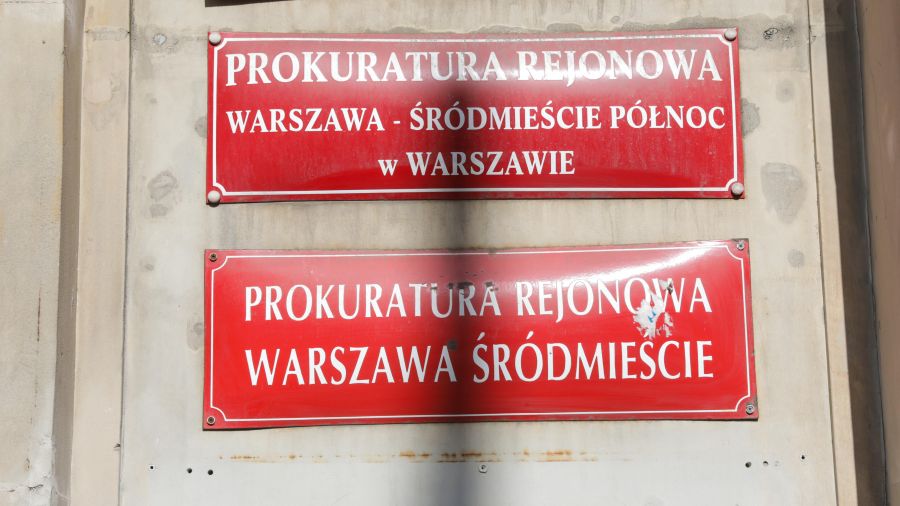 PROKURATURA REJONOWA
WARSZAWA - ŚRÓDMIEŚCIE PÓŁNOC
w WARSZAWIE
PROKURATURA REJONOWA
WARSZAWA ŚRÓDMIEŚCIE